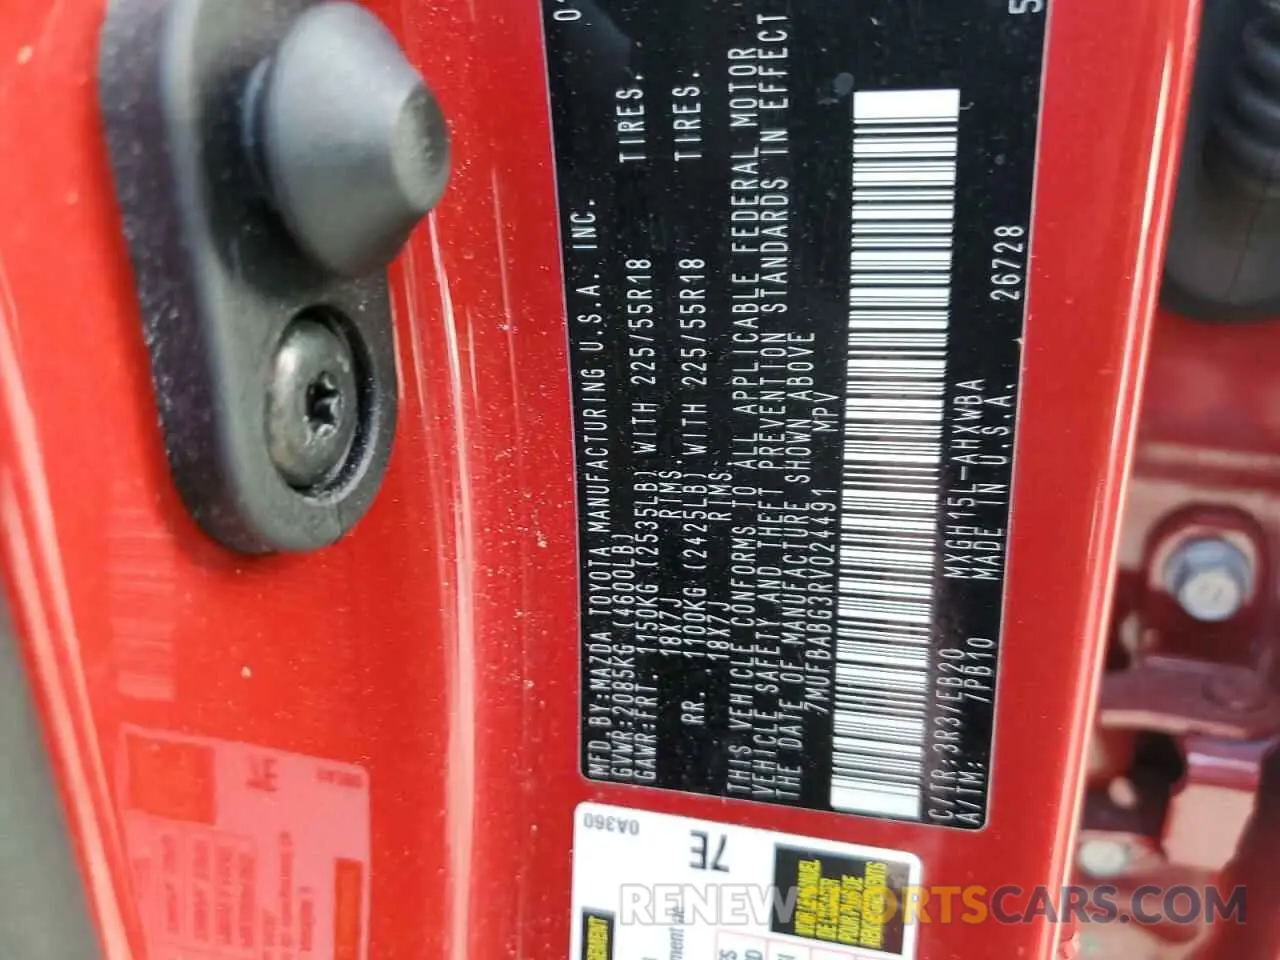 0
MFD.BY:MAZDA TOYOTA MANUFACTURING U.S.A. INC.
GVWR:2085KG (4600LB)
GAWR:FRT. 1150KG (2535LB) WITH 225/55R18 TIRES.
18X7J RIMS.
RR. 1100KG (2425LB) WITH 225/55R18 TIRES.
18X7J RIMS.
THIS VEHICLE CONFORMS TO ALL APPLICABLE FEDERAL MOTOR
VEHICLE SAFETY AND THEFT PREVENTION STANDARDS IN EFFECT
THE DATE OF MANUFACTURE SHOWN ABOVE
7MUFBABG3RV024491 MPV
C/TR:3R3/EB20 MXGH15L-AHXWBA
A/TM: /PB10 MADE IN U.S.A. 26728
5
0A360
7E
RENEWSPORTSCARS.COM